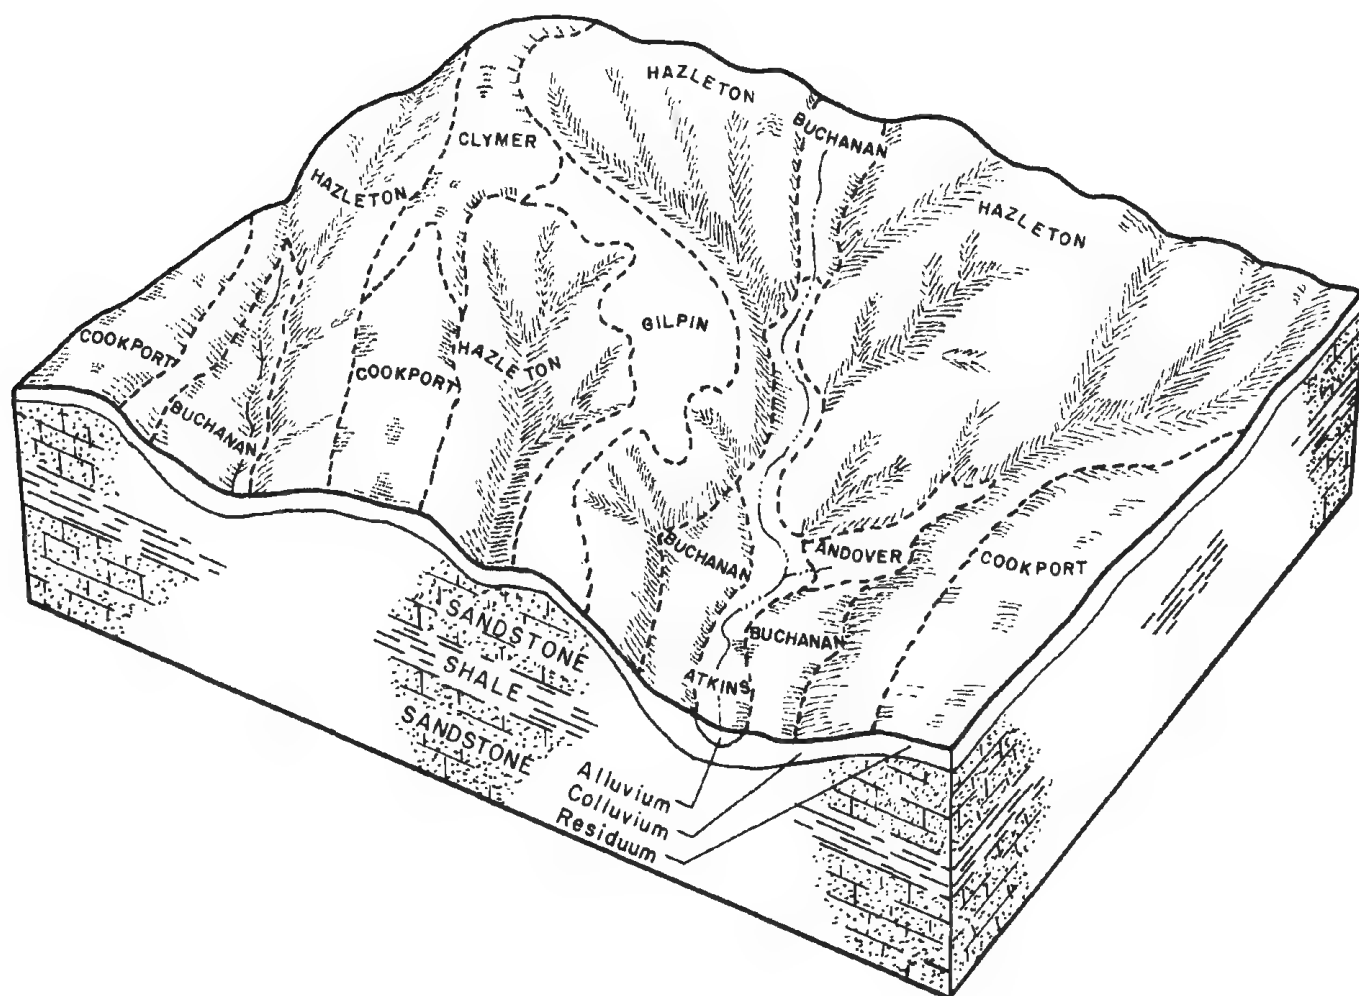 HAZLETON
BUCHANAN
CLYMER
HAZLETON
HAZLETON
COOKPORT
GILPIN
HAZLETON
COOKPORT
BUCHANAN
BUCHANAN
ANDOVER
COOKPORT
BUCHANAN
ATKINS
SANDSTONE
SHALE
SANDSTONE
Alluvium
Colluvium
Residuum